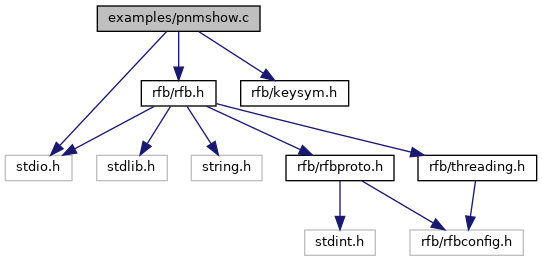 examples/pnmshow.c
rfb/rfb.h
rfb/keysym.h
stdio.h
stdlib.h
string.h
rfb/rfbproto.h
rfb/threading.h
stdint.h
rfb/rfbconfig.h